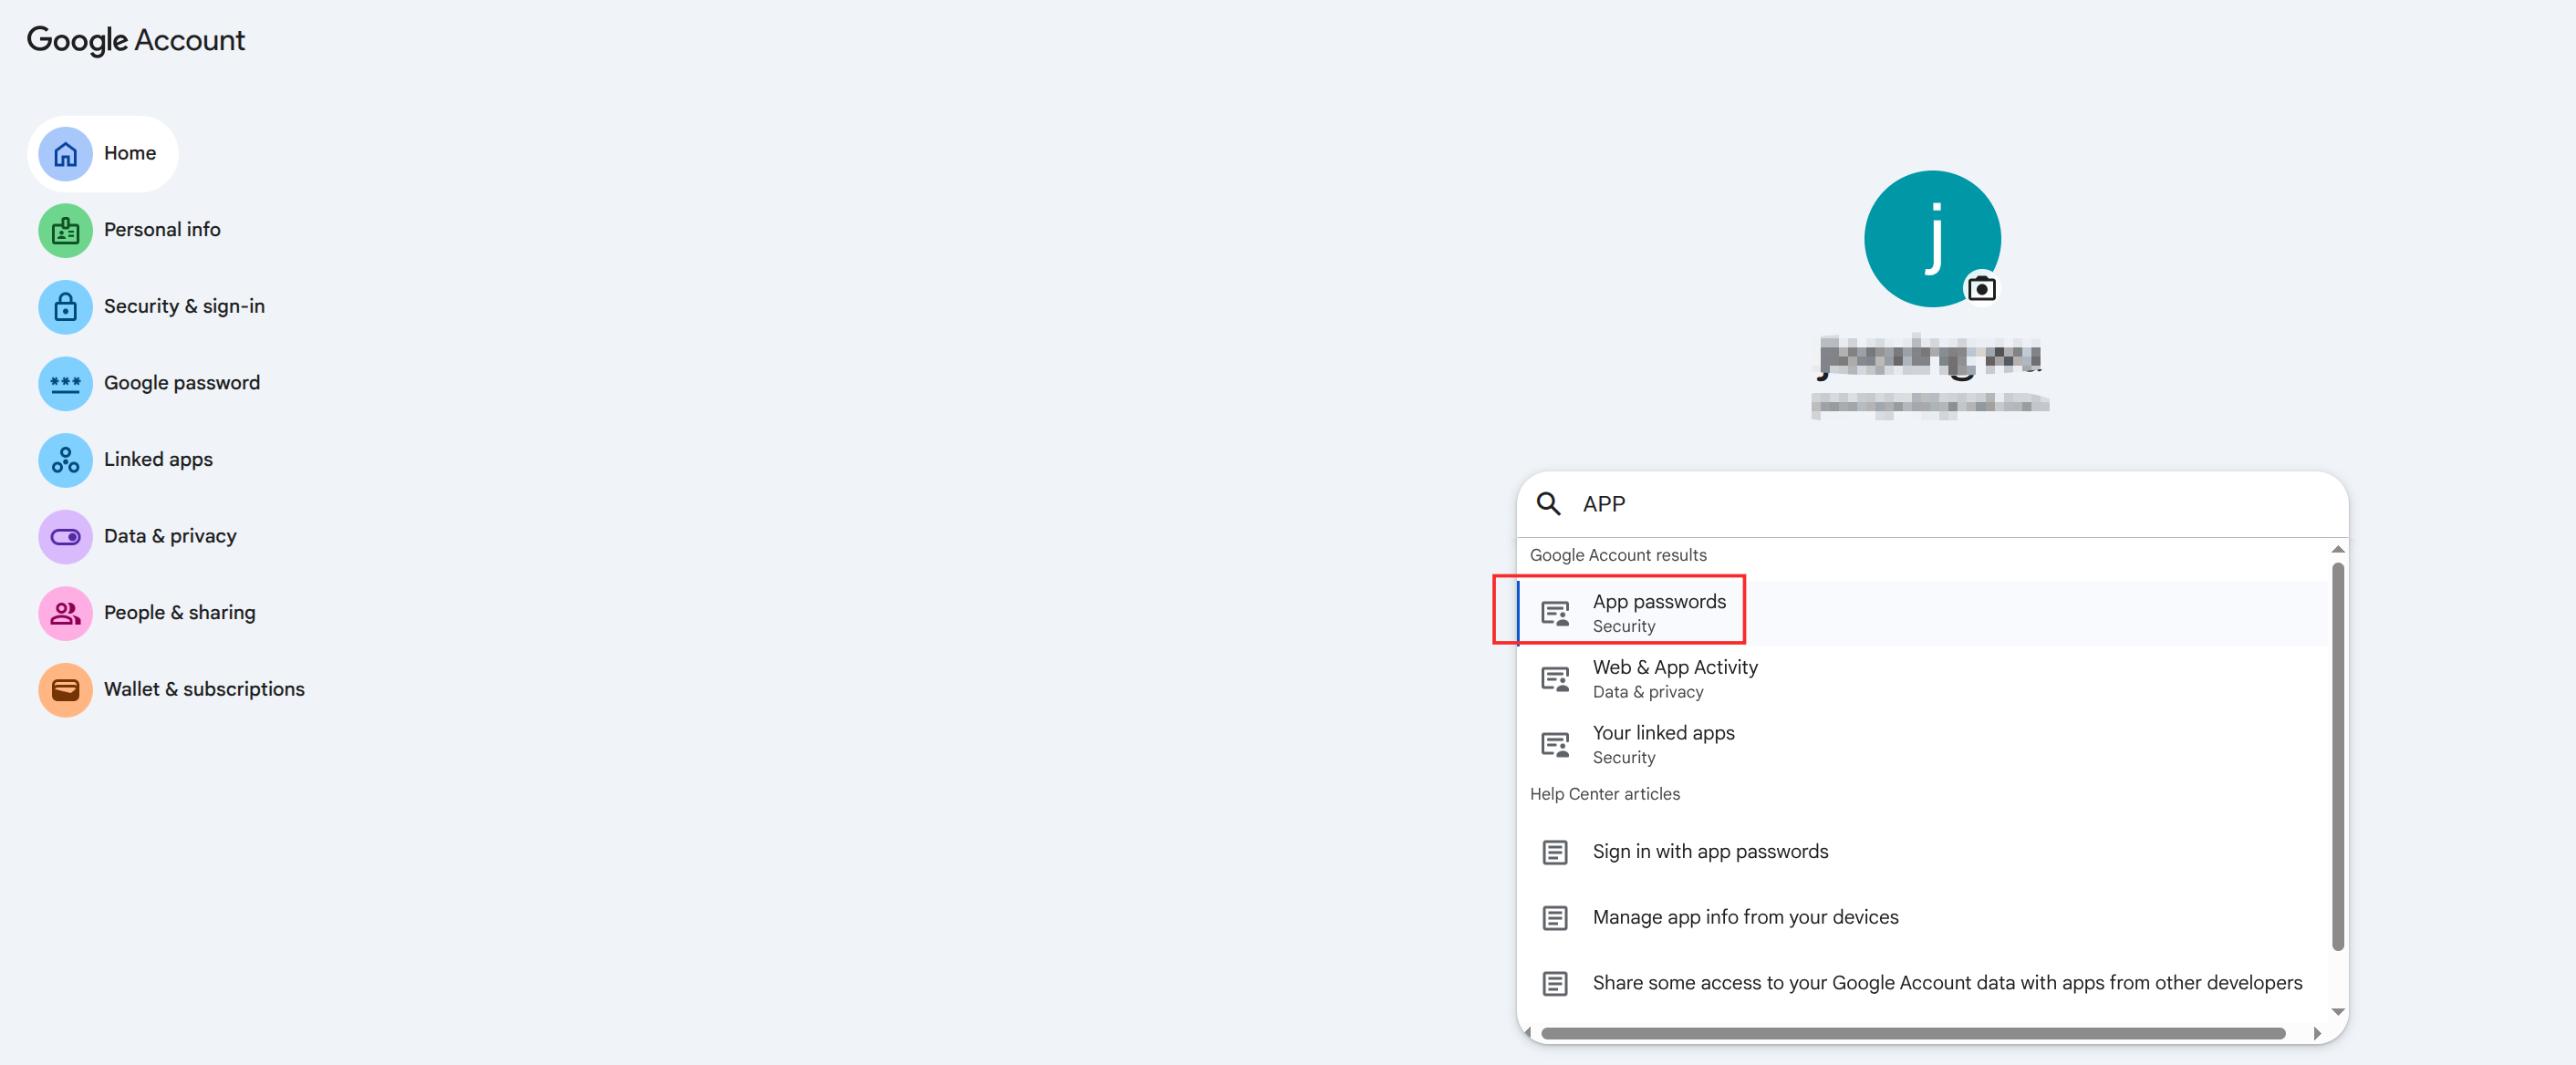 Google Account
Home
Personal info
Security & sign-in
Google password
Linked apps
Data & privacy
People & sharing
Wallet & subscriptions
j
APP
Google Account results
App passwords
Security
Web & App Activity
Data & privacy
Your linked apps
Security
Help Center articles
Sign in with app passwords
Manage app info from your devices
Share some access to your Google Account data with apps from other developers